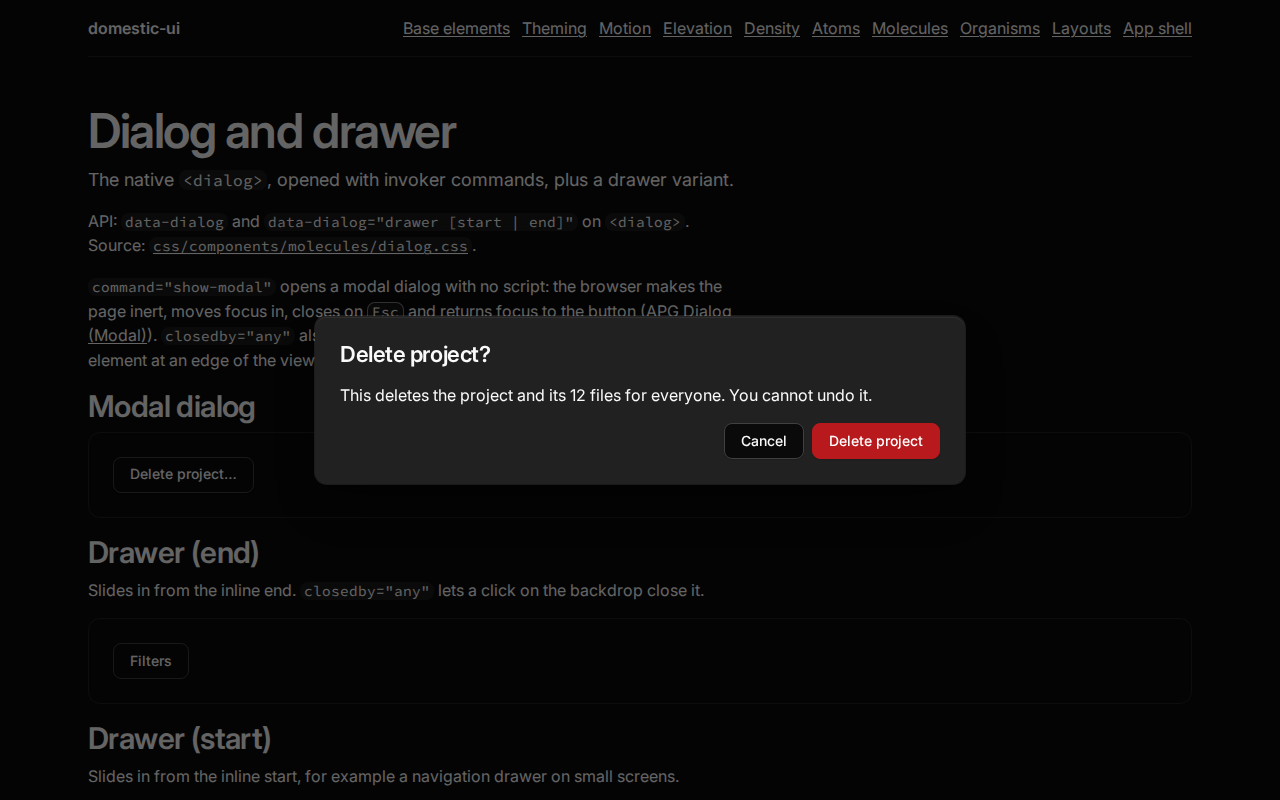 domestic-ui
Base elements Theming Motion Elevation Density Atoms Molecules Organisms Layouts App shell
Dialog and drawer
The native <dialog>, opened with invoker commands, plus a drawer variant.
API: data-dialog and data-dialog="drawer [start | end]" on <dialog>.
Source: css/components/molecules/dialog.css.
command="show-modal" opens a modal dialog with no script: the browser makes the
page inert, moves focus in, closes on Esc and returns focus to the button (APG Dialog
(Modal)). closedby="any"
element at an edge of the view
Delete project?
This deletes the project and its 12 files for everyone. You cannot undo it.
Cancel Delete project
Modal dialog
Delete project…
Drawer (end)
Slides in from the inline end. closedby="any" lets a click on the backdrop close it.
Filters
Drawer (start)
Slides in from the inline start, for example a navigation drawer on small screens.